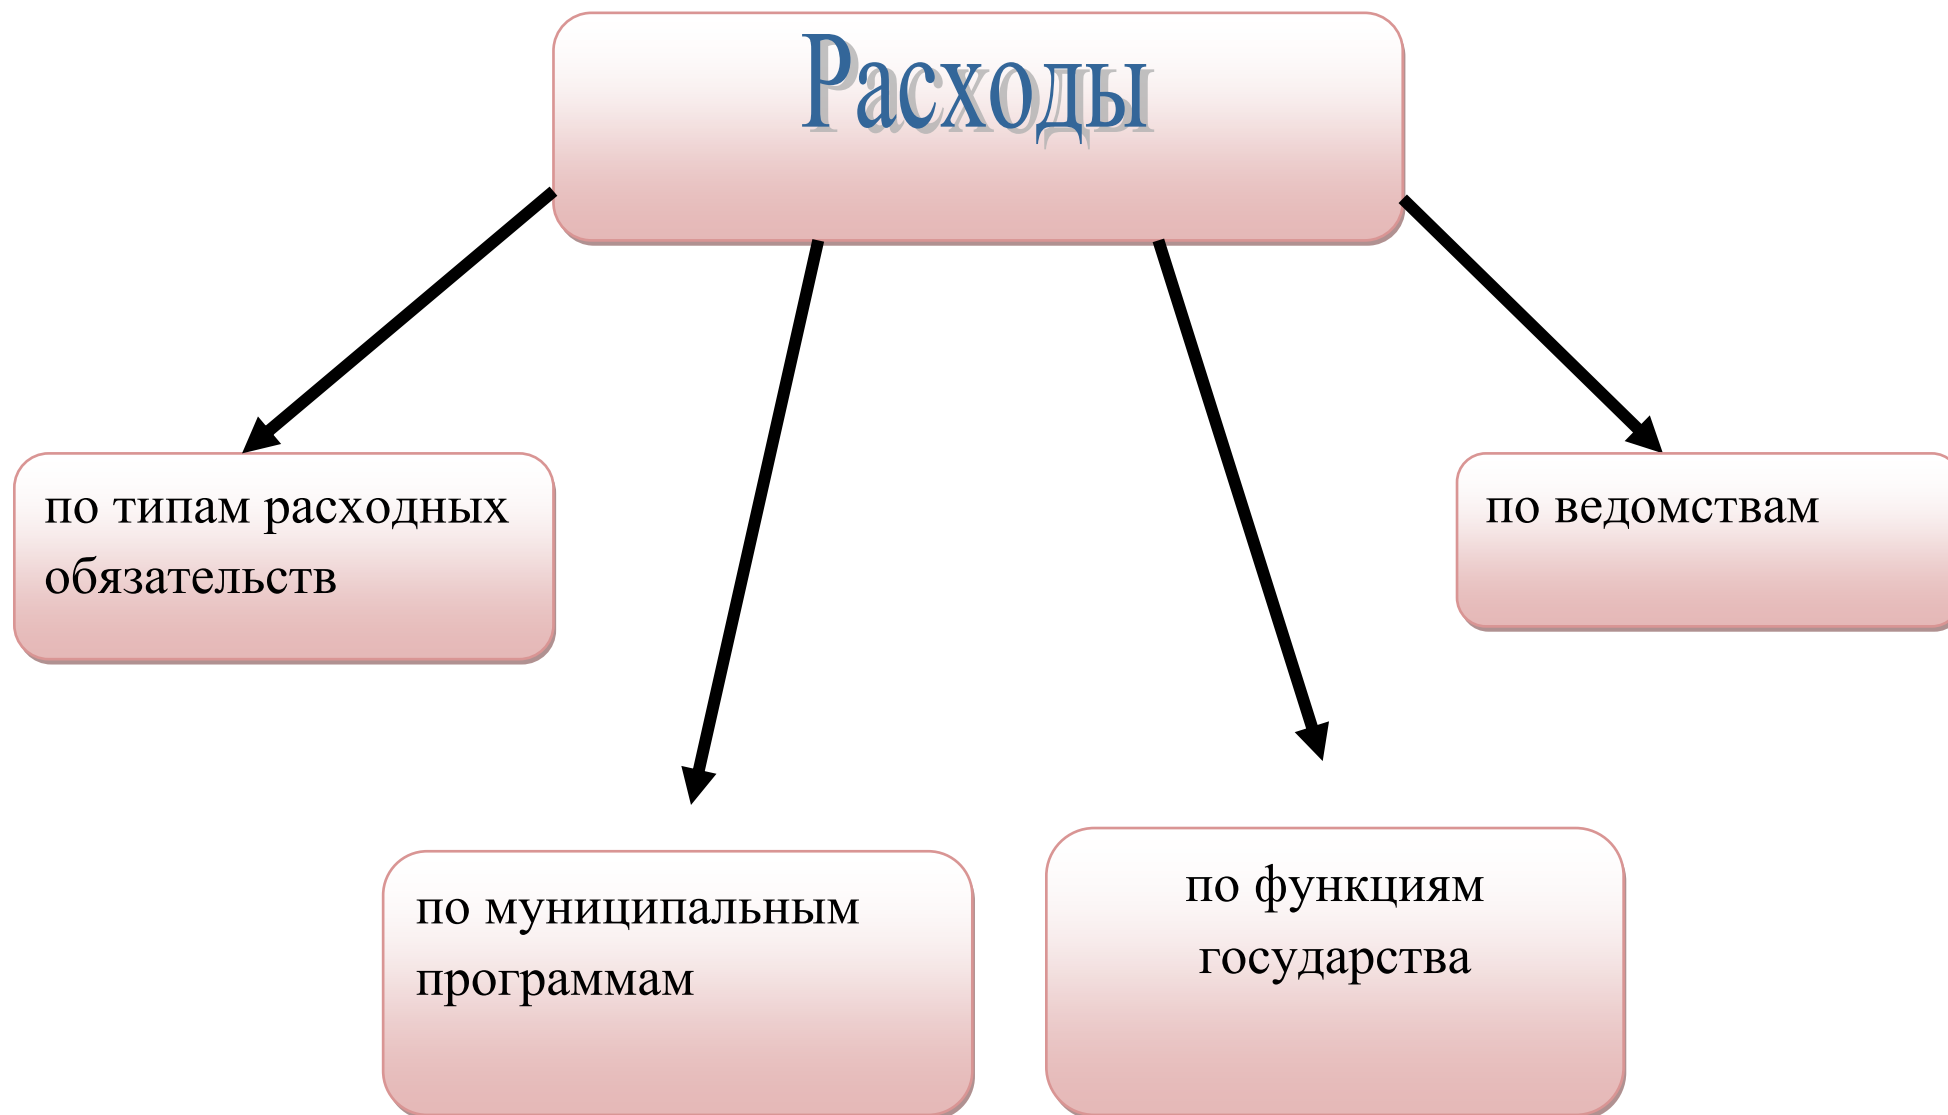 Расходы
по типам расходных
обязательств
по ведомствам
по муниципальным
программам
по функциям
государства